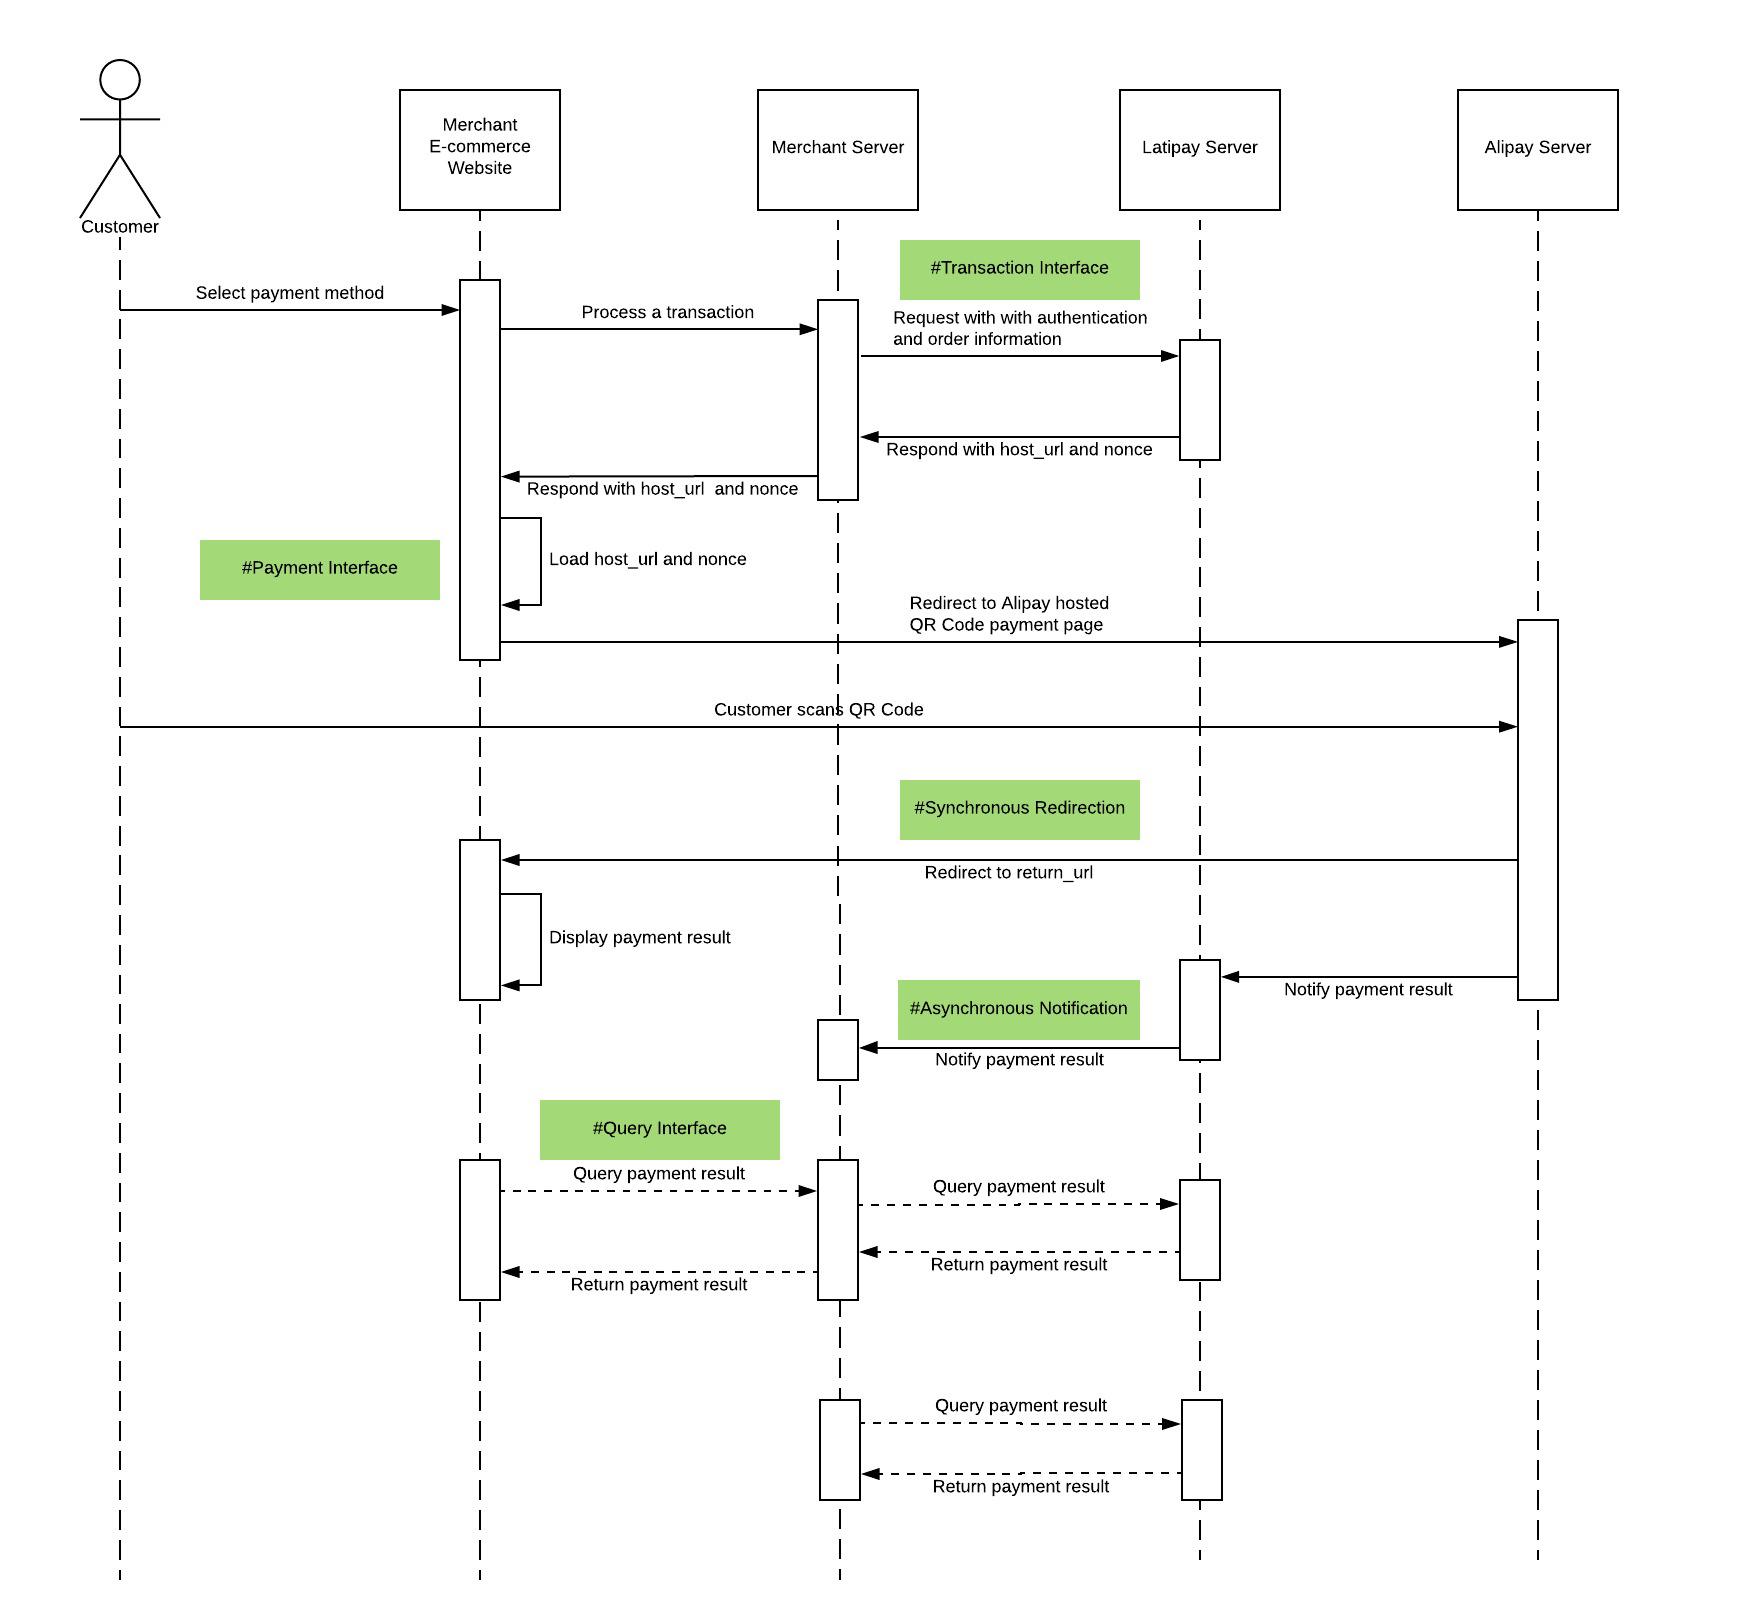 Customer
Merchant
E-commerce
Website
Merchant Server
Latipay Server
Alipay Server
#Transaction Interface
Select payment method
Process a transaction
Request with with authentication
and order information
Respond with host_url and nonce
Respond with host_url  and nonce
Load host_url and nonce
#Payment Interface
Redirect to Alipay hosted
QR Code payment page
Customer scans QR Code
#Synchronous Redirection
Redirect to return_url
Display payment result
Notify payment result
#Asynchronous Notification
Notify payment result
#Query Interface
Query payment result
Query payment result
Return payment result
Return payment result
Query payment result
Return payment result